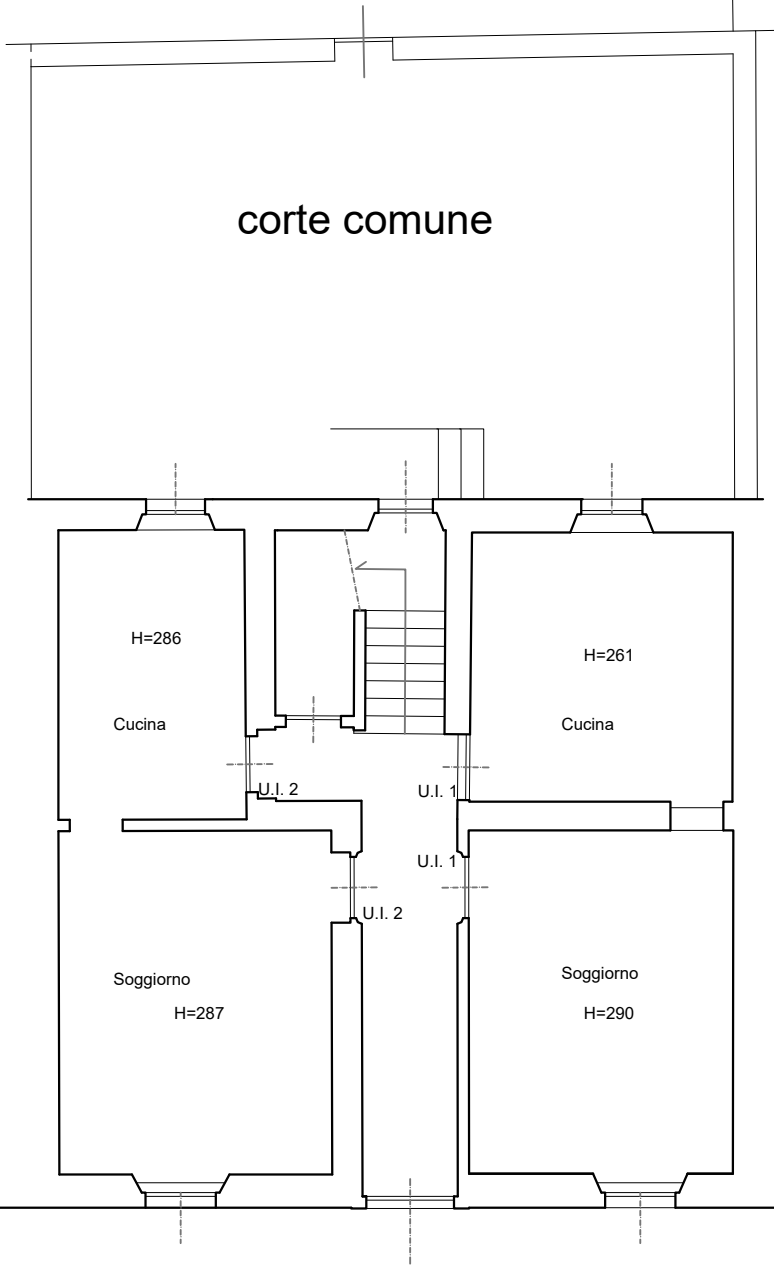 corte comune
H=286
H=261
Cucina
Cucina
U.I. 2
U.I. 1
U.I. 1
U.I. 2
Soggiorno
Soggiorno
H=287
H=290